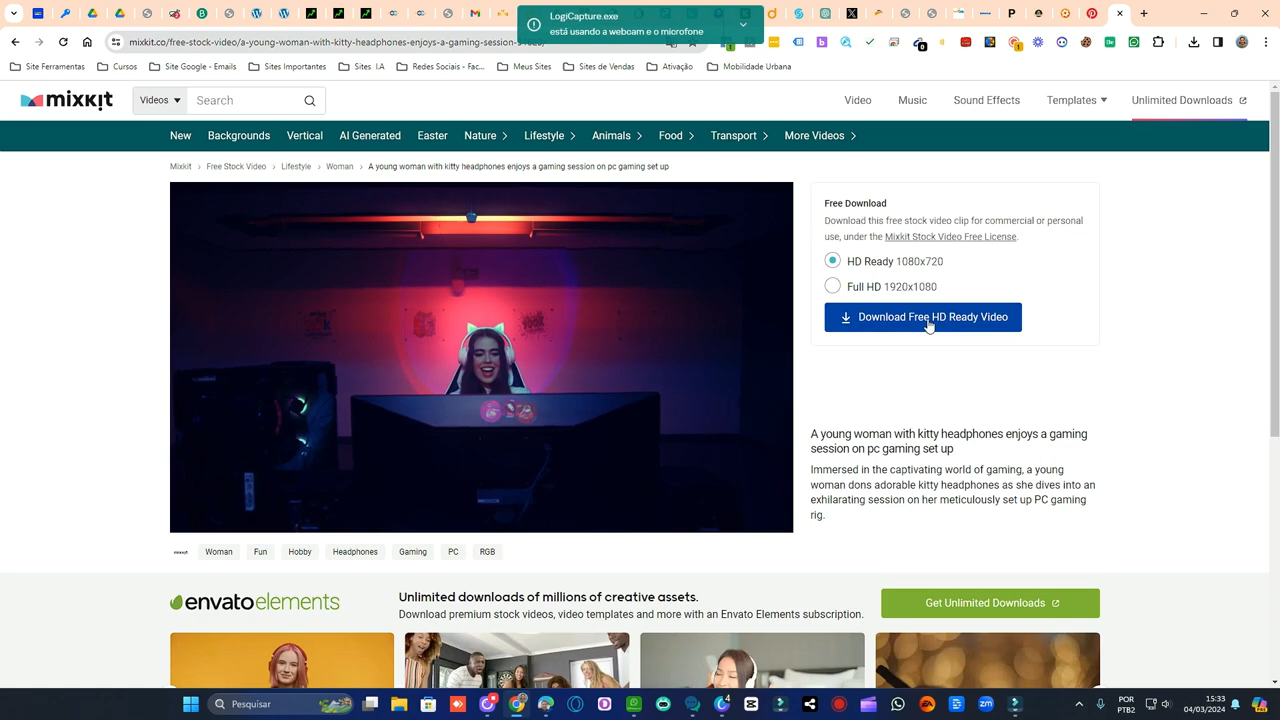 LogiCapture.exe
está usando a webcam e o microfone
mixkit.co/free-stock-video/a-young-woman-with-kitty-headphones-enjoys-a-gaming-session-
Site Ferramentas
Cursos
Site Google - Emails
Sites Importantes
Sites I.A
Redes Sociais - Fac...
Meus Sites
Sites de Vendas
Ativação
Mobilidade Urbana
mixkit
Videos
Search
Video
Music
Sound Effects
Templates
Unlimited Downloads
New
Backgrounds
Vertical
AI Generated
Easter
Nature
Lifestyle
Animals
Food
Transport
More Videos
Mixkit > Free Stock Video > Lifestyle > Woman > A young woman with kitty headphones enjoys a gaming session on pc gaming set up
Free Download
Download this free stock video clip for commercial or personal
use, under the Mixkit Stock Video Free License.
HD Ready 1080x720
Full HD 1920x1080
Download Free HD Ready Video
A young woman with kitty headphones enjoys a gaming
session on pc gaming set up
Immersed in the captivating world of gaming, a young
woman dons adorable kitty headphones as she dives into an
exhilarating session on her meticulously set up PC gaming
rig.
mixkit
Woman
Fun
Hobby
Headphones
Gaming
PC
RGB
envato elements
Unlimited downloads of millions of creative assets.
Download premium stock videos, video templates and more with an Envato Elements subscription.
Get Unlimited Downloads
Pesquisar
POR
PTB2
15:33
04/03/2024